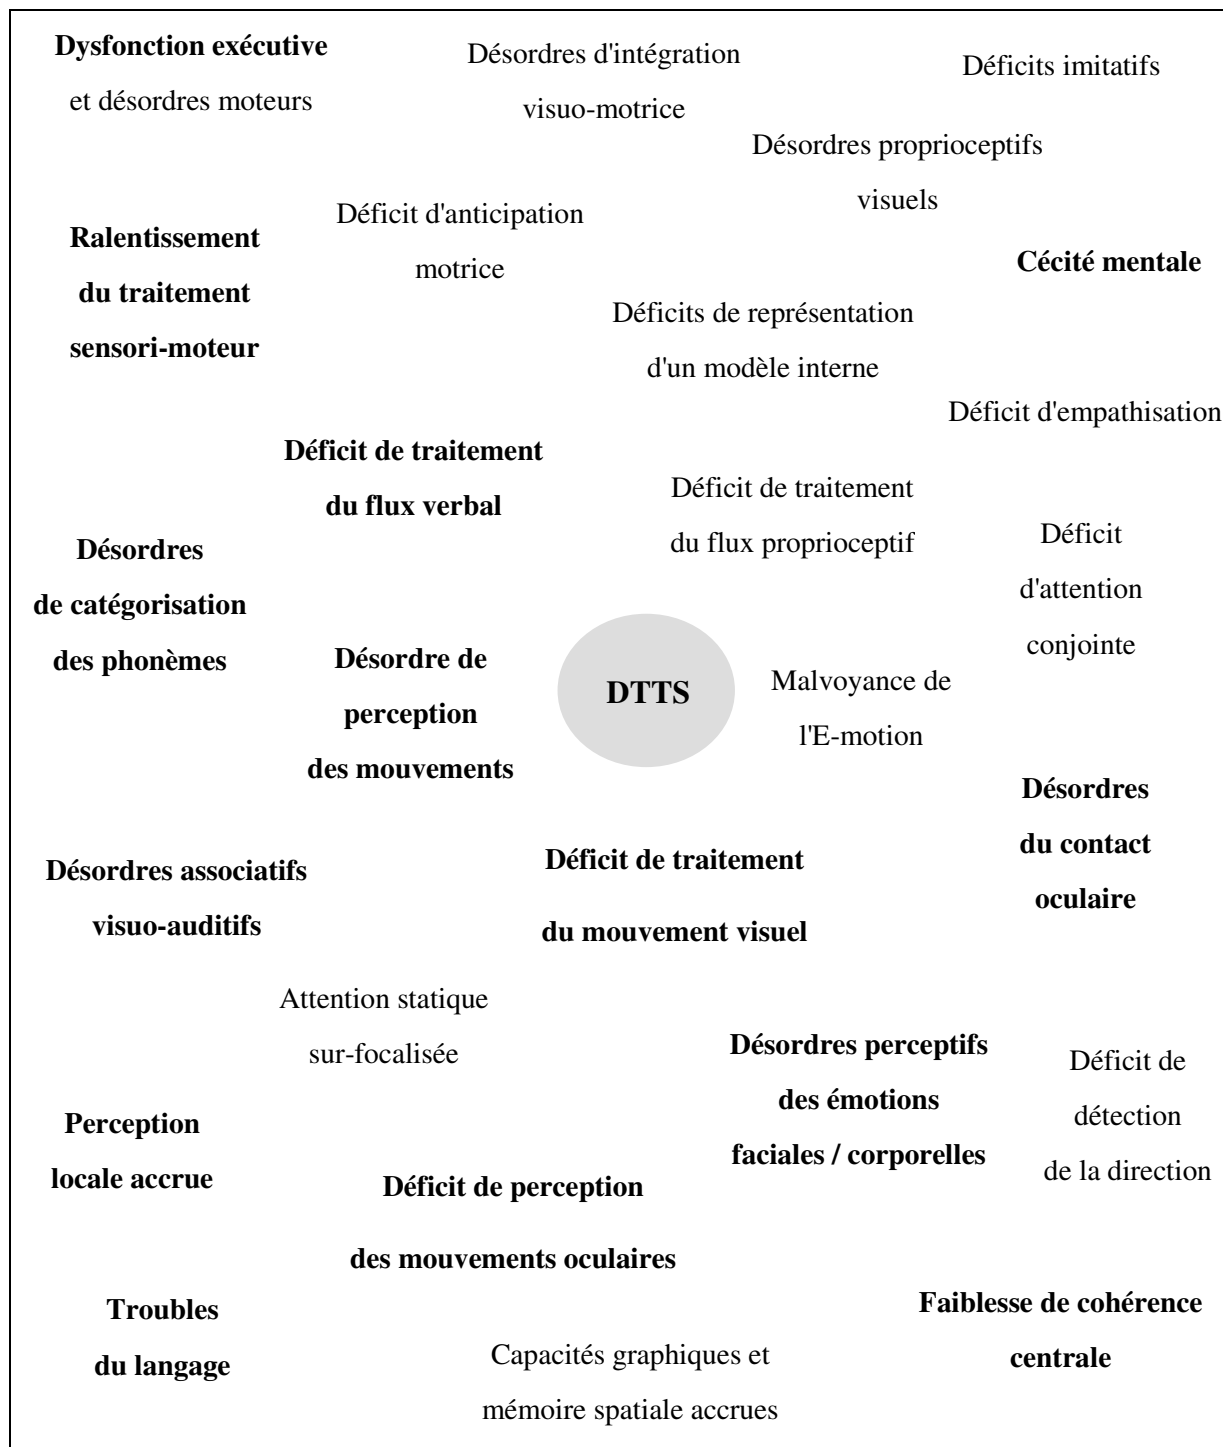 Dysfonction exécutive
et désordres moteurs
Désordres d'intégration
visuo-motrice
Déficits imitatifs
Désordres proprioceptifs
visuels
Déficit d'anticipation
motrice
Ralentissement
du traitement
sensori-moteur
Cécité mentale
Déficits de représentation
d'un modèle interne
Déficit d'empathisation
Déficit de traitement
du flux verbal
Déficit de traitement
du flux proprioceptif
Déficit
d'attention
conjointe
Désordres
de catégorisation
des phonèmes
Désordre de
perception
des mouvements
DTTS
Malvoyance de
l'E-motion
Désordres
du contact
oculaire
Désordres associatifs
visuo-auditifs
Déficit de traitement
du mouvement visuel
Attention statique
sur-focalisée
Désordres perceptifs
des émotions
faciales / corporelles
Déficit de
détection
de la direction
Perception
locale accrue
Déficit de perception
des mouvements oculaires
Troubles
du langage
Capacités graphiques et
mémoire spatiale accrues
Faiblesse de cohérence
centrale